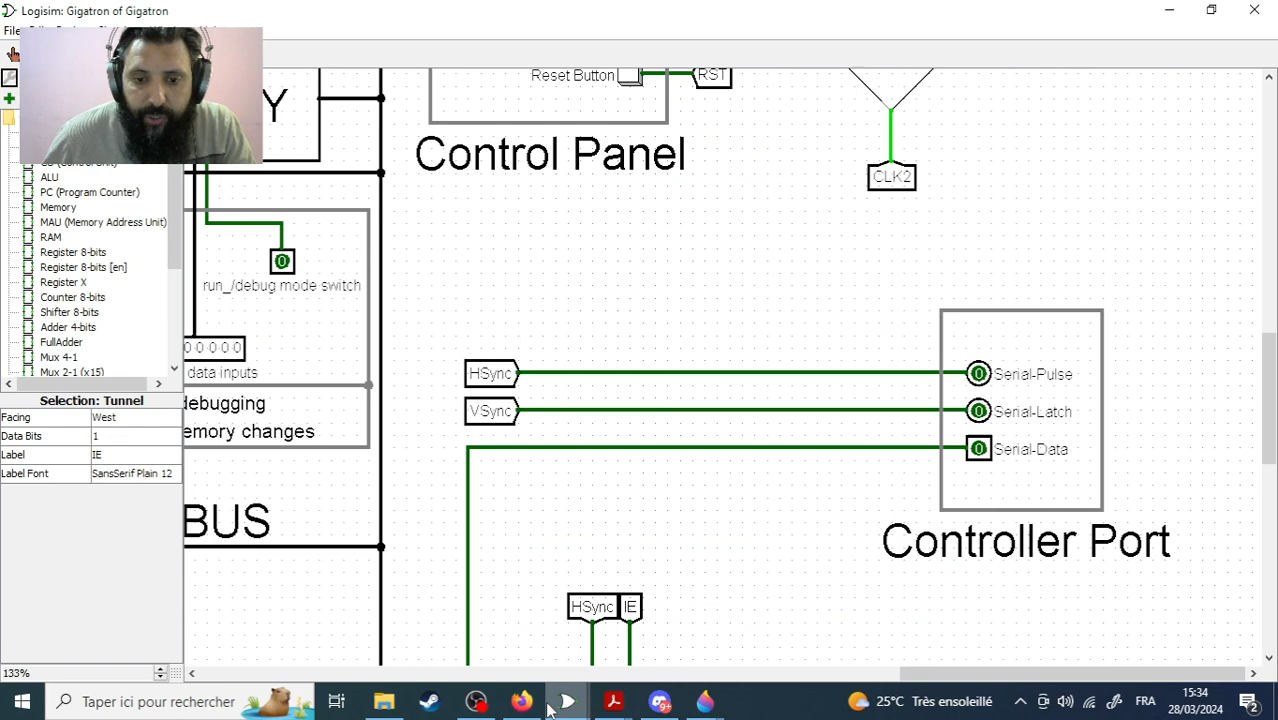 Logisim: Gigatron of Gigatron
File
Reset Button
RST
Y
Control Panel
CLK2
ALU
PC (Program Counter)
Memory
MAU (Memory Address Unit)
RAM
Register 8-bits
Register 8-bits [en]
Register X
Counter 8-bits
Shifter 8-bits
Adder 4-bits
FullAdder
Mux 4-1
Mux 2-1 (x15)
0
run_/debug mode switch
0 0 0 0 0
data inputs
debugging
emory changes
BUS
HSync
VSync
0 Serial-Pulse
0 Serial-Latch
0 Serial-Data
Controller Port
HSync IE
Selection: Tunnel
Facing West
Data Bits 1
Label IE
Label Font SansSerif Plain 12
133%
Taper ici pour rechercher
9+
25°C Très ensoleillé
FRA
15:34
28/03/2024
2